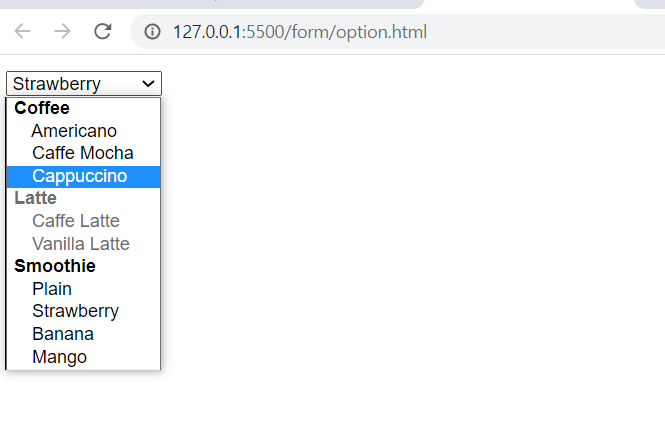 127.0.0.1:5500/form/option.html
Strawberry
Coffee
Americano
Caffe Mocha
Cappuccino
Latte
Caffe Latte
Vanilla Latte
Smoothie
Plain
Strawberry
Banana
Mango